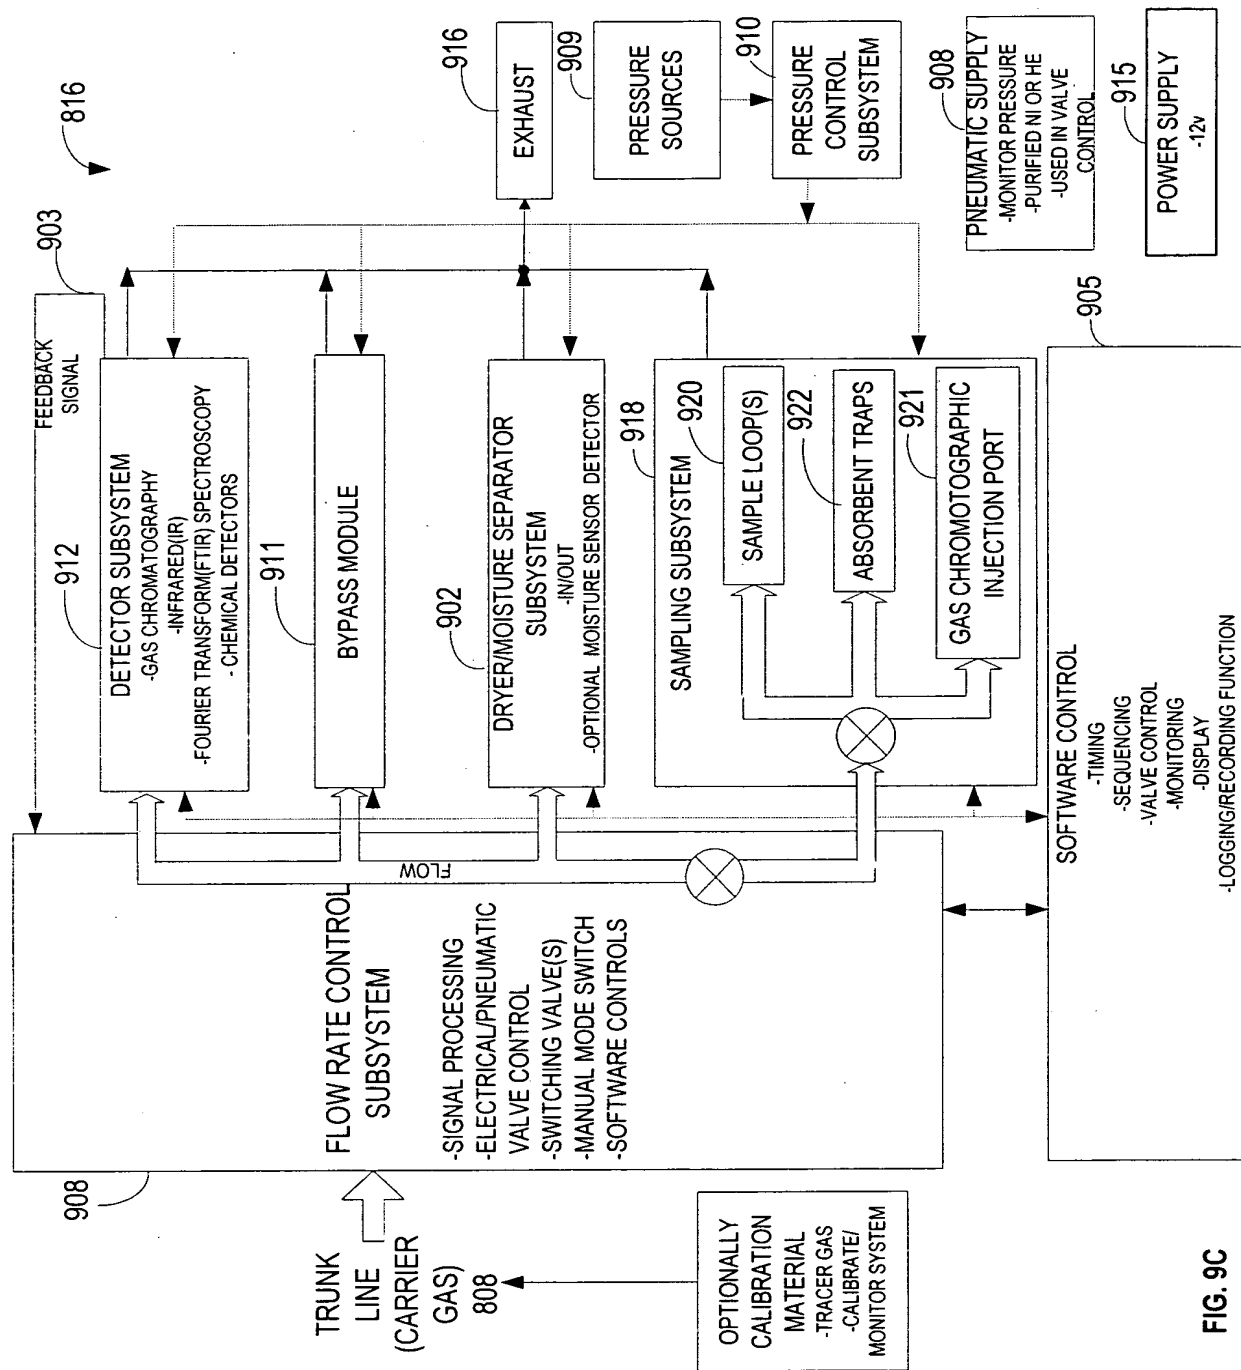 816
903
FEEDBACK
SIGNAL
912
DETECTOR SUBSYSTEM
-GAS CHROMATOGRAPHY
-INFRARED(IR)
-FOURIER TRANSFORM(FTIR) SPECTROSCOPY
-CHEMICAL DETECTORS
916
EXHAUST
911
BYPASS MODULE
909
PRESSURE
SOURCES
910
PRESSURE
CONTROL
SUBSYSTEM
902
DRYER/MOISTURE SEPARATOR
SUBSYSTEM
-IN/OUT
-OPTIONAL MOISTURE SENSOR DETECTOR
918
SAMPLING SUBSYSTEM
920
SAMPLE LOOP(S)
922
ABSORBENT TRAPS
921
GAS CHROMOTOGRAPHIC
INJECTION PORT
908
PNEUMATIC SUPPLY
-MONITOR PRESSURE
-PURIFIED NI OR HE
-USED IN VALVE
CONTROL
915
POWER SUPPLY
-12v
908
FLOW RATE CONTROL
SUBSYSTEM
-SIGNAL PROCESSING
-ELECTRICAL/PNEUMATIC
VALVE CONTROL
-SWITCHING VALVE(S)
-MANUAL MODE SWITCH
-SOFTWARE CONTROLS
FLOW
TRUNK
LINE
(CARRIER
GAS)
808
OPTIONALLY
CALIBRATION
MATERIAL
-TRACER GAS
-CALIBRATE/
MONITOR SYSTEM
905
SOFTWARE CONTROL
-TIMING
-SEQUENCING
-VALVE CONTROL
-MONITORING
-DISPLAY
-LOGGING/RECORDING FUNCTION
FIG. 9C